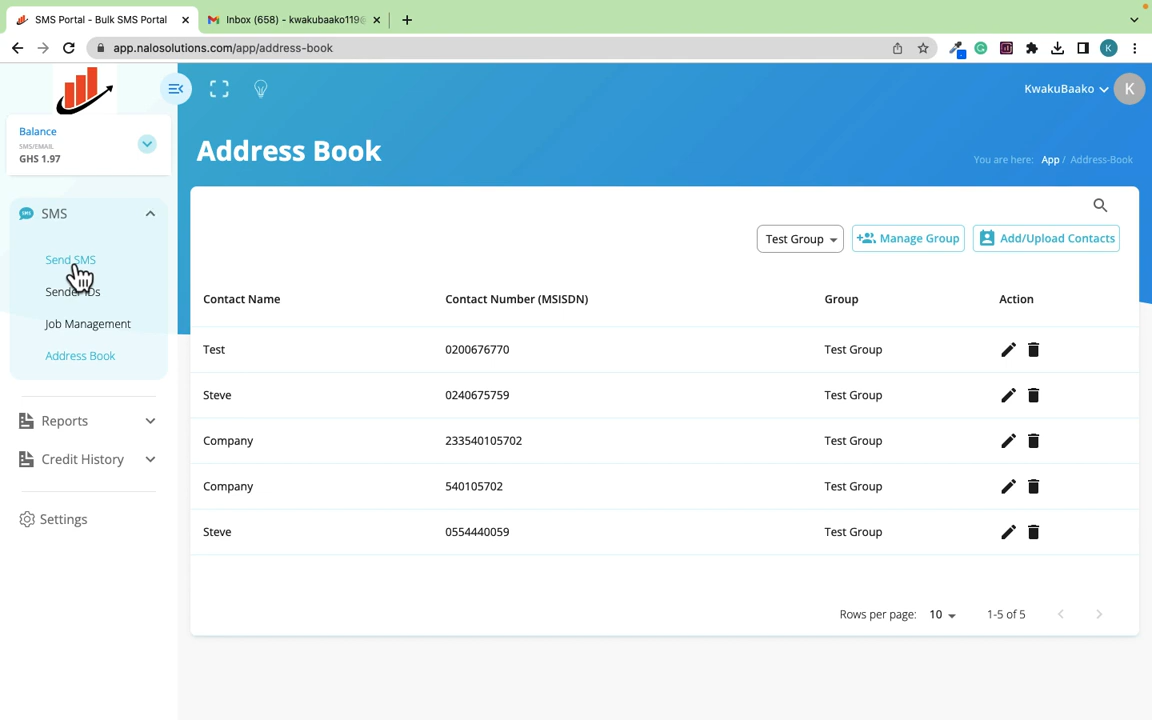 SMS Portal - Bulk SMS Portal
Inbox (658) - kwakubaako119@
app.nalosolutions.com/app/address-book
K
Balance
SMS/EMAIL
GHS 1.97
KwakuBaako
K
Address Book
You are here: App / Address-Book
SMS
Send SMS
Sender IDs
Job Management
Address Book
Reports
Credit History
Settings
Test Group
Manage Group
Add/Upload Contacts
Contact Name Contact Number (MSISDN) Group Action
Test 0200676770 Test Group
Steve 0240675759 Test Group
Company 233540105702 Test Group
Company 540105702 Test Group
Steve 0554440059 Test Group
Rows per page: 10 1-5 of 5